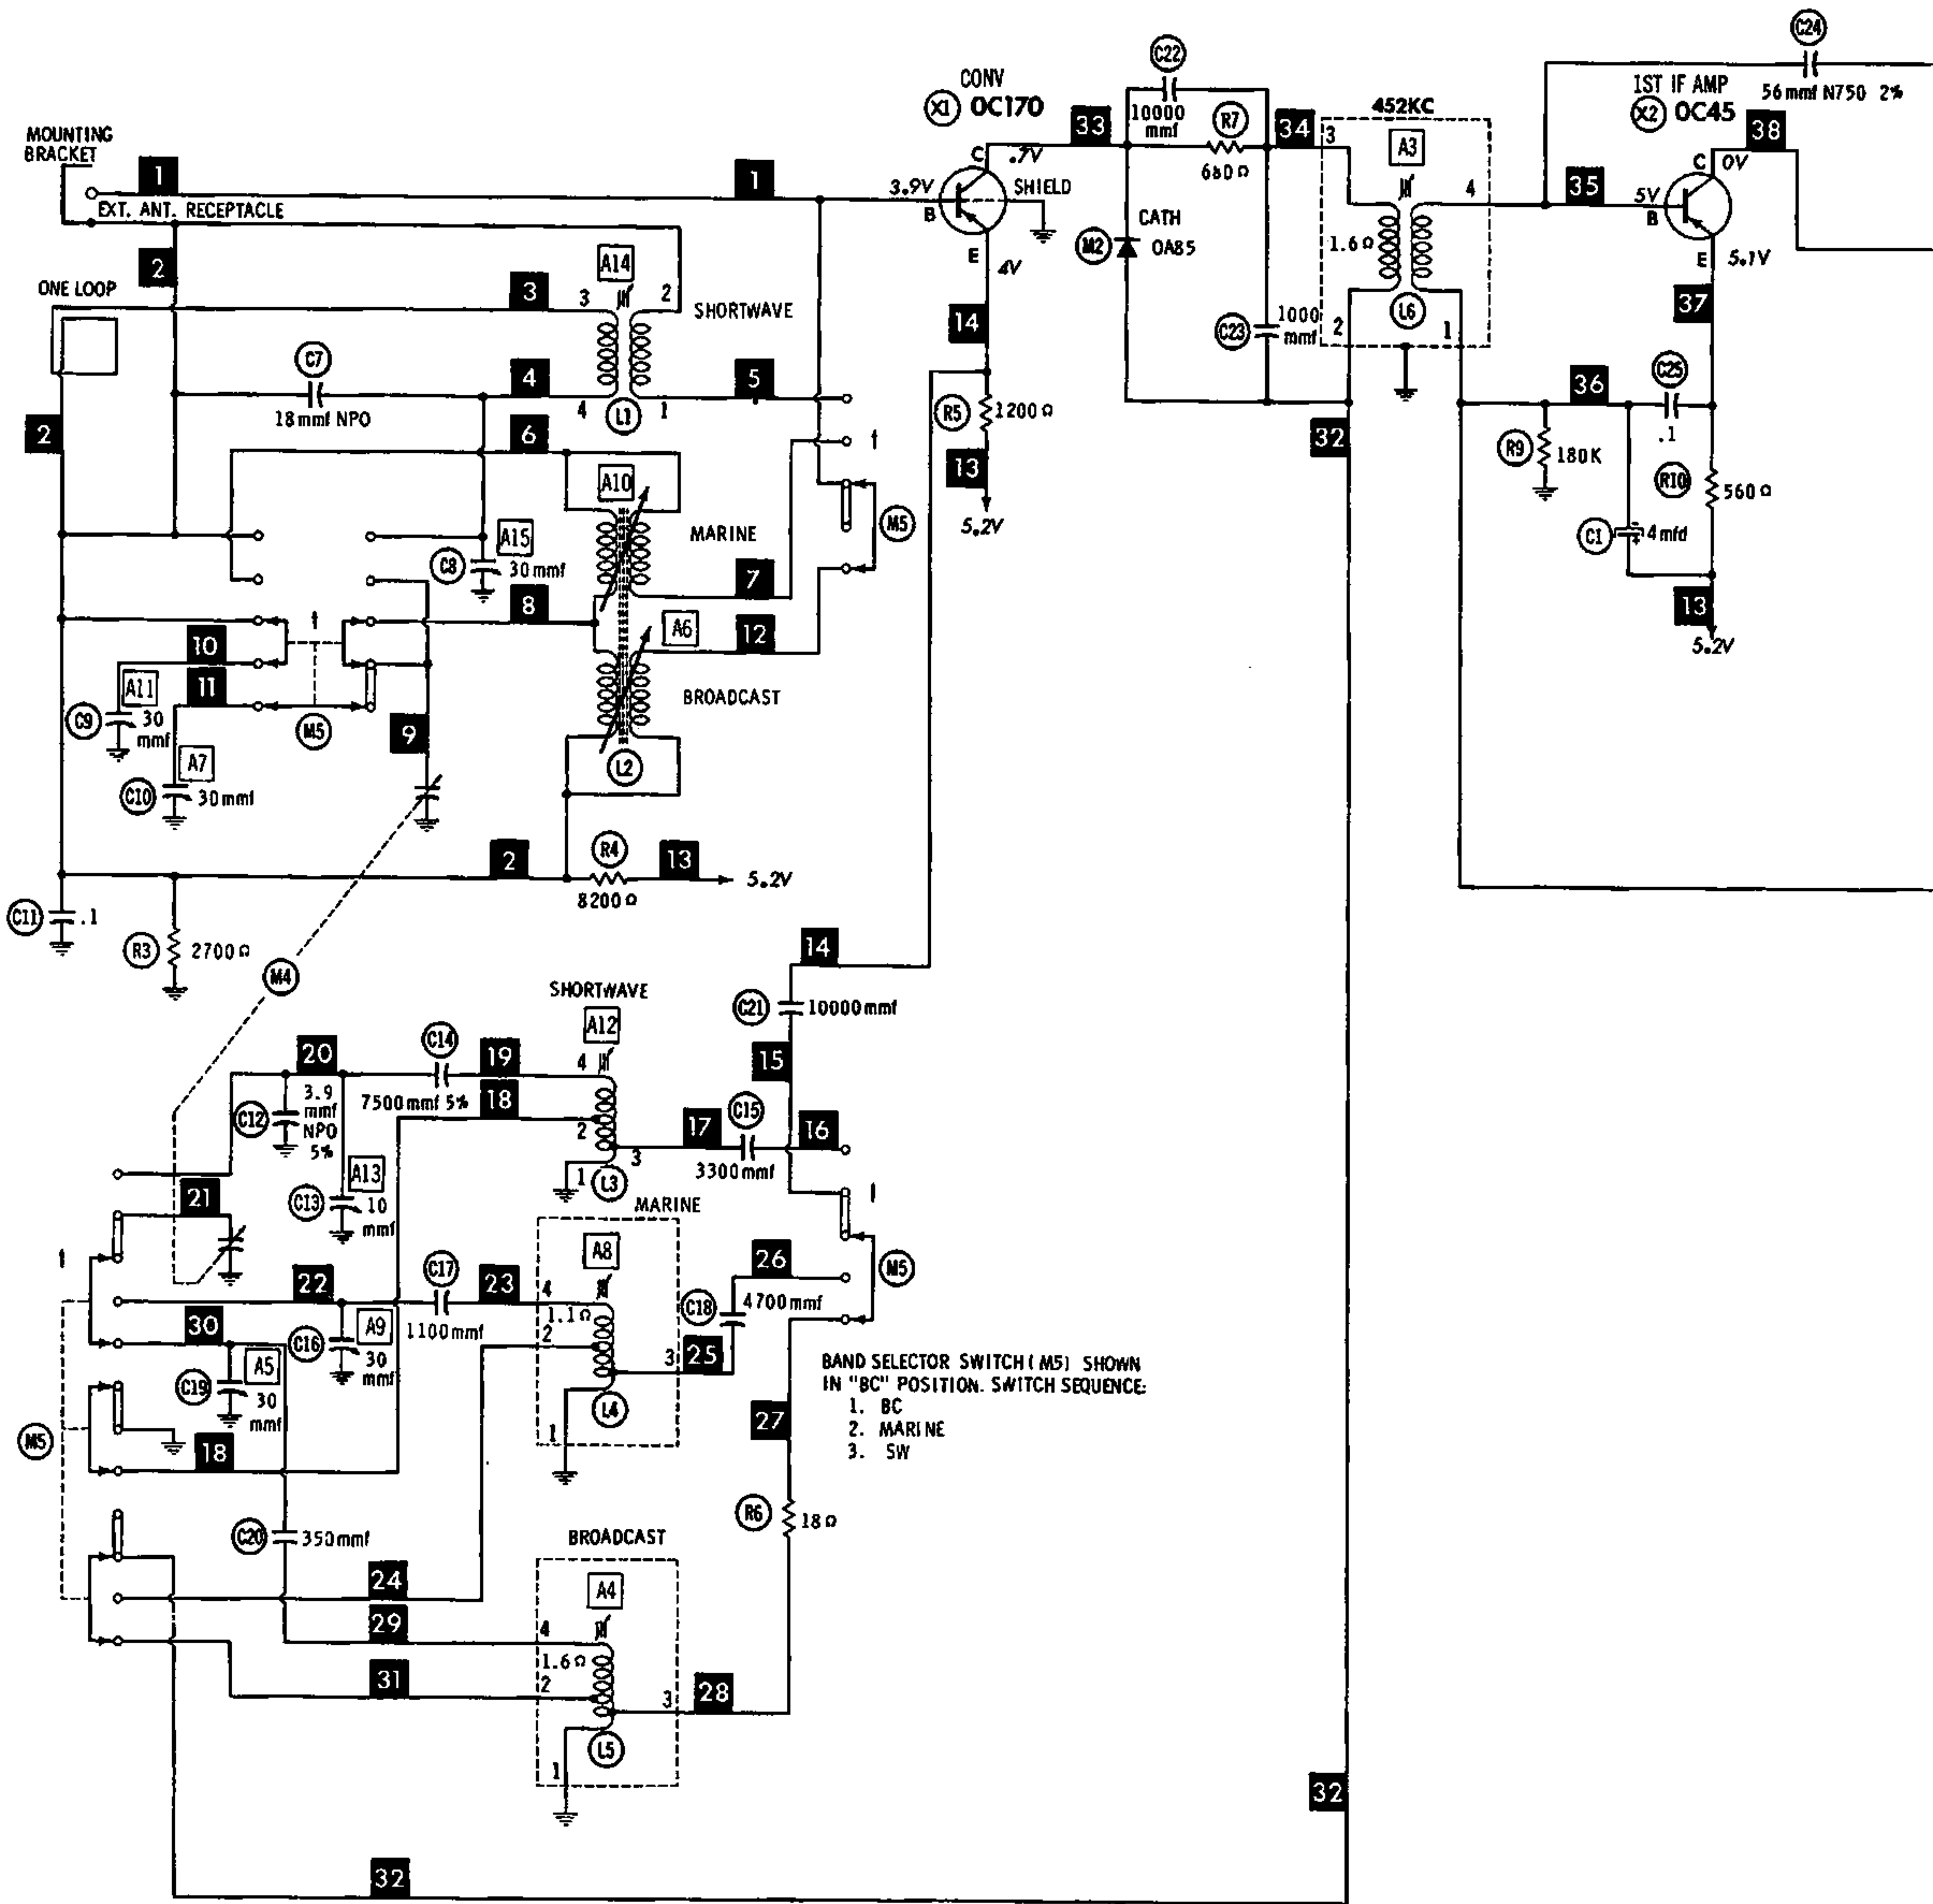 C24
C22
CONV
X1 OC170
1ST IF AMP
X2 OC45
56 mmf N750 2%
10000
mmf
R7
680 Ω
452KC
33
34
38
3
A3
MOUNTING
BRACKET
1
1
C .7V
C 0V
3.9V
B
SHIELD
4
35
5V
B
EXT. ANT. RECEPTACLE
CATH
M2
OA85
1.6 Ω
E
4V
E
5.1V
2
A14
ONE LOOP
3
3
2
SHORTWAVE
14
C23
1000
mmf
2
L6
1
37
C7
18 mmf NPO
4
4
L1
1
5
R5
1200 Ω
36
C25
.1
2
6
32
R9
180K
R10
560 Ω
A10
13
M5
MARINE
5.2V
C1
4 mfd
A15
C8
30 mmf
7
8
13
5.2V
10
A6
12
A11
11
C9
30
mmf
BROADCAST
M5
9
A7
C10
30 mmf
L2
2
R4
8200 Ω
13
5.2V
C11
.1
R3
2700 Ω
M4
14
SHORTWAVE
C21
10000 mmf
A12
20
C14
19
4
15
3.9
mmf
NPO
5%
C12
7500 mmf 5%
18
2
17
C15
16
3
3300 mmf
A13
1
L3
21
C13
10
mmf
MARINE
A8
26
C17
22
23
4
1.1 Ω
C18
4700 mmf
M5
30
1100 mmf
A9
C16
30
mmf
2
3
25
A5
C19
30
mmf
L4
BAND SELECTOR SWITCH (M5) SHOWN
IN "BC" POSITION. SWITCH SEQUENCE:
1. BC
2. MARINE
3. SW
27
1
M5
18
R6
18 Ω
C20
350 mmf
BROADCAST
24
A4
29
4
1.6 Ω
31
2
3
28
L5
1
32
32